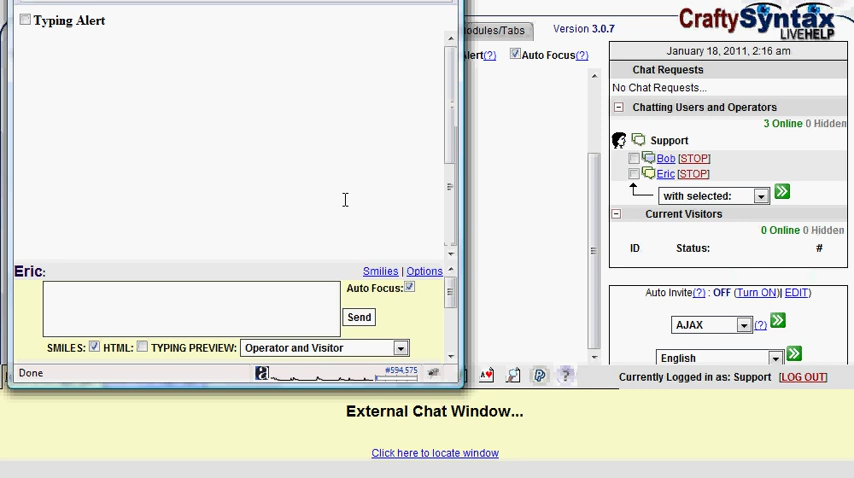 Typing Alert
Eric:
Smilies | Options
Auto Focus:
Send
SMILES: HTML: TYPING PREVIEW: Operator and Visitor
Done
#594,575
odules/Tabs
Version 3.0.7
lert(?) Auto Focus(?)
CraftySyntax
LIVEHELP
January 18, 2011, 2:16 am
Chat Requests
No Chat Requests...
Chatting Users and Operators
3 Online 0 Hidden
Support
Bob [STOP]
Eric [STOP]
with selected:
Current Visitors
0 Online 0 Hidden
ID Status: #
Auto Invite(?) : OFF (Turn ON)| EDIT)
AJAX (?)
English
Currently Logged in as: Support [LOG OUT]
External Chat Window...
Click here to locate window